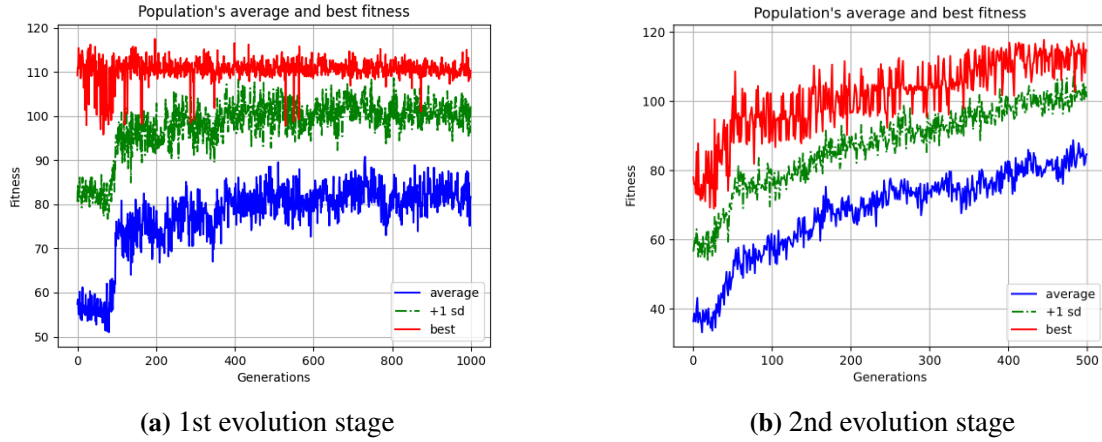 Population's average and best fitness
120
110
100
90
80
70
60
50
Fitness
0
200
400
600
800
1000
Generations
average
+1 sd
best
(a) 1st evolution stage
Population's average and best fitness
120
100
80
60
40
Fitness
0
100
200
300
400
500
Generations
average
+1 sd
best
(b) 2nd evolution stage